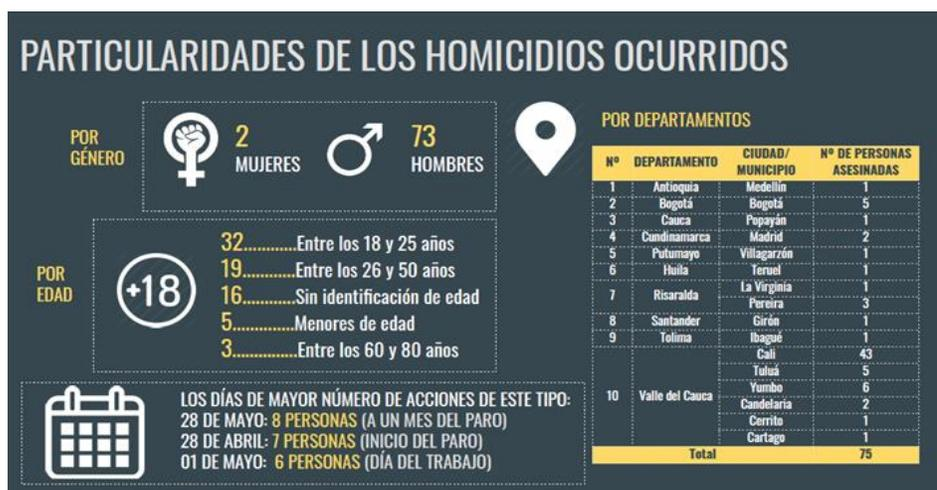 PARTICULARIDADES DE LOS HOMICIDIOS OCURRIDOS
POR
GÉNERO
2
MUJERES
73
HOMBRES
POR
EDAD
+18
32............Entre los 18 y 25 años
19............Entre los 26 y 50 años
16............Sin identificación de edad
5..............Menores de edad
3..............Entre los 60 y 80 años
LOS DÍAS DE MAYOR NÚMERO DE ACCIONES DE ESTE TIPO:
28 DE MAYO: 8 PERSONAS (A UN MES DEL PARO)
28 DE ABRIL: 7 PERSONAS (INICIO DEL PARO)
01 DE MAYO: 6 PERSONAS (DÍA DEL TRABAJO)
POR DEPARTAMENTOS
Nº DEPARTAMENTO CIUDAD/ MUNICIPIO Nº DE PERSONAS ASESINADAS
1 Antioquia Medellín 1
2 Bogotá Bogotá 5
3 Cauca Popayán 1
4 Cundinamarca Madrid 2
5 Putumayo Villagarzón 1
6 Huila Teruel 1
7 Risaralda La Virginia 1
Pereira 3
8 Santander Girón 1
9 Tolima Ibagué 1
10 Valle del Cauca Cali 43
Tuluá 5
Yumbo 6
Candelaria 2
Cerrito 1
Cartago 1
Total 75